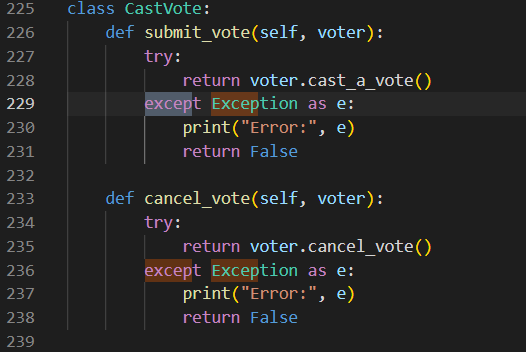 225 class CastVote:
226     def submit_vote(self, voter):
227         try:
228             return voter.cast_a_vote()
229         except Exception as e:
230             print("Error:", e)
231             return False
232
233     def cancel_vote(self, voter):
234         try:
235             return voter.cancel_vote()
236         except Exception as e:
237             print("Error:", e)
238             return False
239